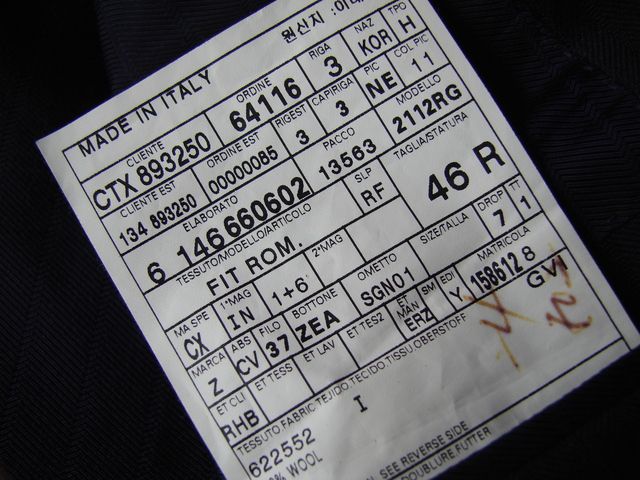 MADE IN ITALY 원산지 :이태
CLIENTE ORDINE RIGA NAZ TPO
CTX 893250 64116 3 KOR H
CLIENTE EST ORDINE EST RIGEST CAPIRIGA PIC COL PIC
134 893250 00000085 3 3 NE 11
ELABORATO PACCO MODELLO
6 146660602 13563 2112RG
TESSUTO/MODELLO/ARTICOLO SLP TAGLIA/STATURA
FIT ROM. RF 46 R
MA SPE 1°MAG 2°MAG SIZE/TALLA DROP TT
CX IN 1+6 7 1
MARCA ABS FILO BOTTONE OMETTO ET MAN SM EDI MATRICOLA
Z CV 37 ZEA SGN01 ERZ Y 158612 8
ET CLI ET TESS ET LAV ET.TES2 GVI
RHB
TESSUTO.FABRIC.TEJIDO.TECIDO.TISSU.OBERSTOFF
622552 I
% WOOL
SEE REVERSE SIDE
DOUBLURE.FUTTER